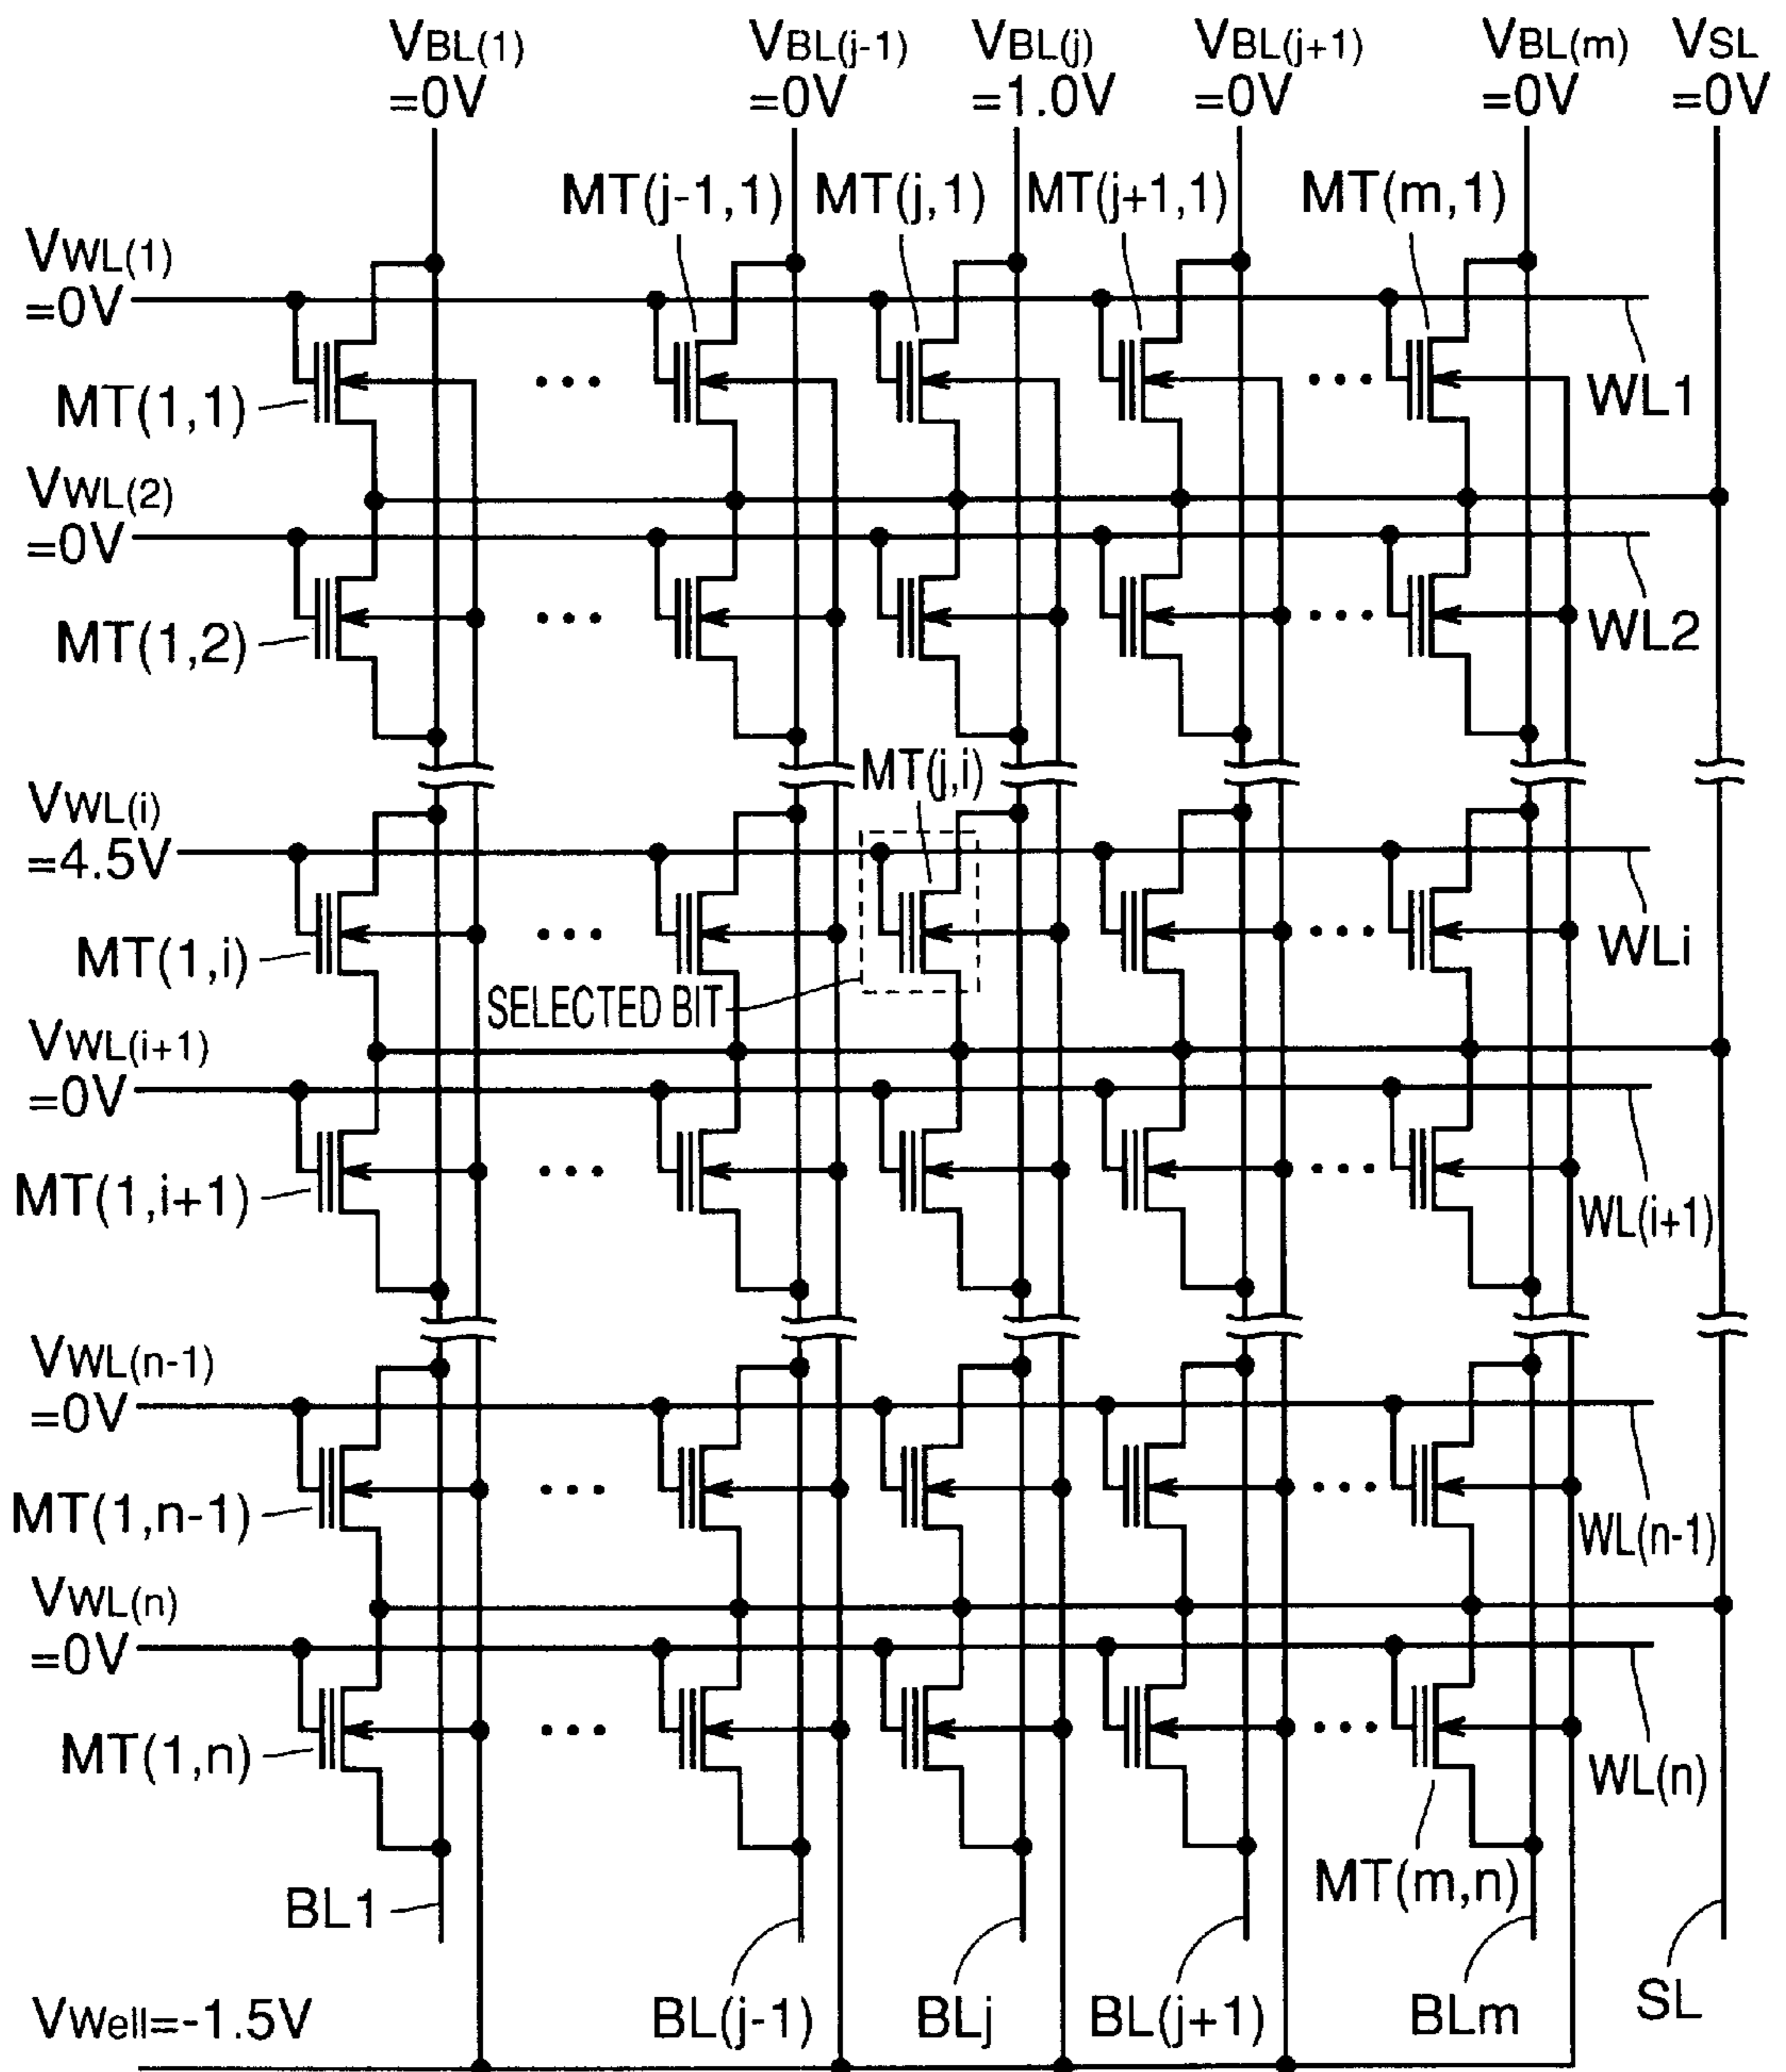 VBL(1)
=0V
VBL(j-1)
=0V
VBL(j)
=1.0V
VBL(j+1)
=0V
VBL(m)
=0V
VSL
=0V
MT(j-1,1)
MT(j,1)
MT(j+1,1)
MT(m,1)
VWL(1)
=0V
MT(1,1)
...
...
WL1
VWL(2)
=0V
MT(1,2)
...
...
WL2
MT(j,i)
VWL(i)
=4.5V
MT(1,i)
...
...
WLi
SELECTED BIT
VWL(i+1)
=0V
MT(1,i+1)
...
...
WL(i+1)
VWL(n-1)
=0V
MT(1,n-1)
...
...
WL(n-1)
VWL(n)
=0V
MT(1,n)
...
...
WL(n)
MT(m,n)
BL1
BL(j-1)
BLj
BL(j+1)
BLm
SL
VWell=-1.5V